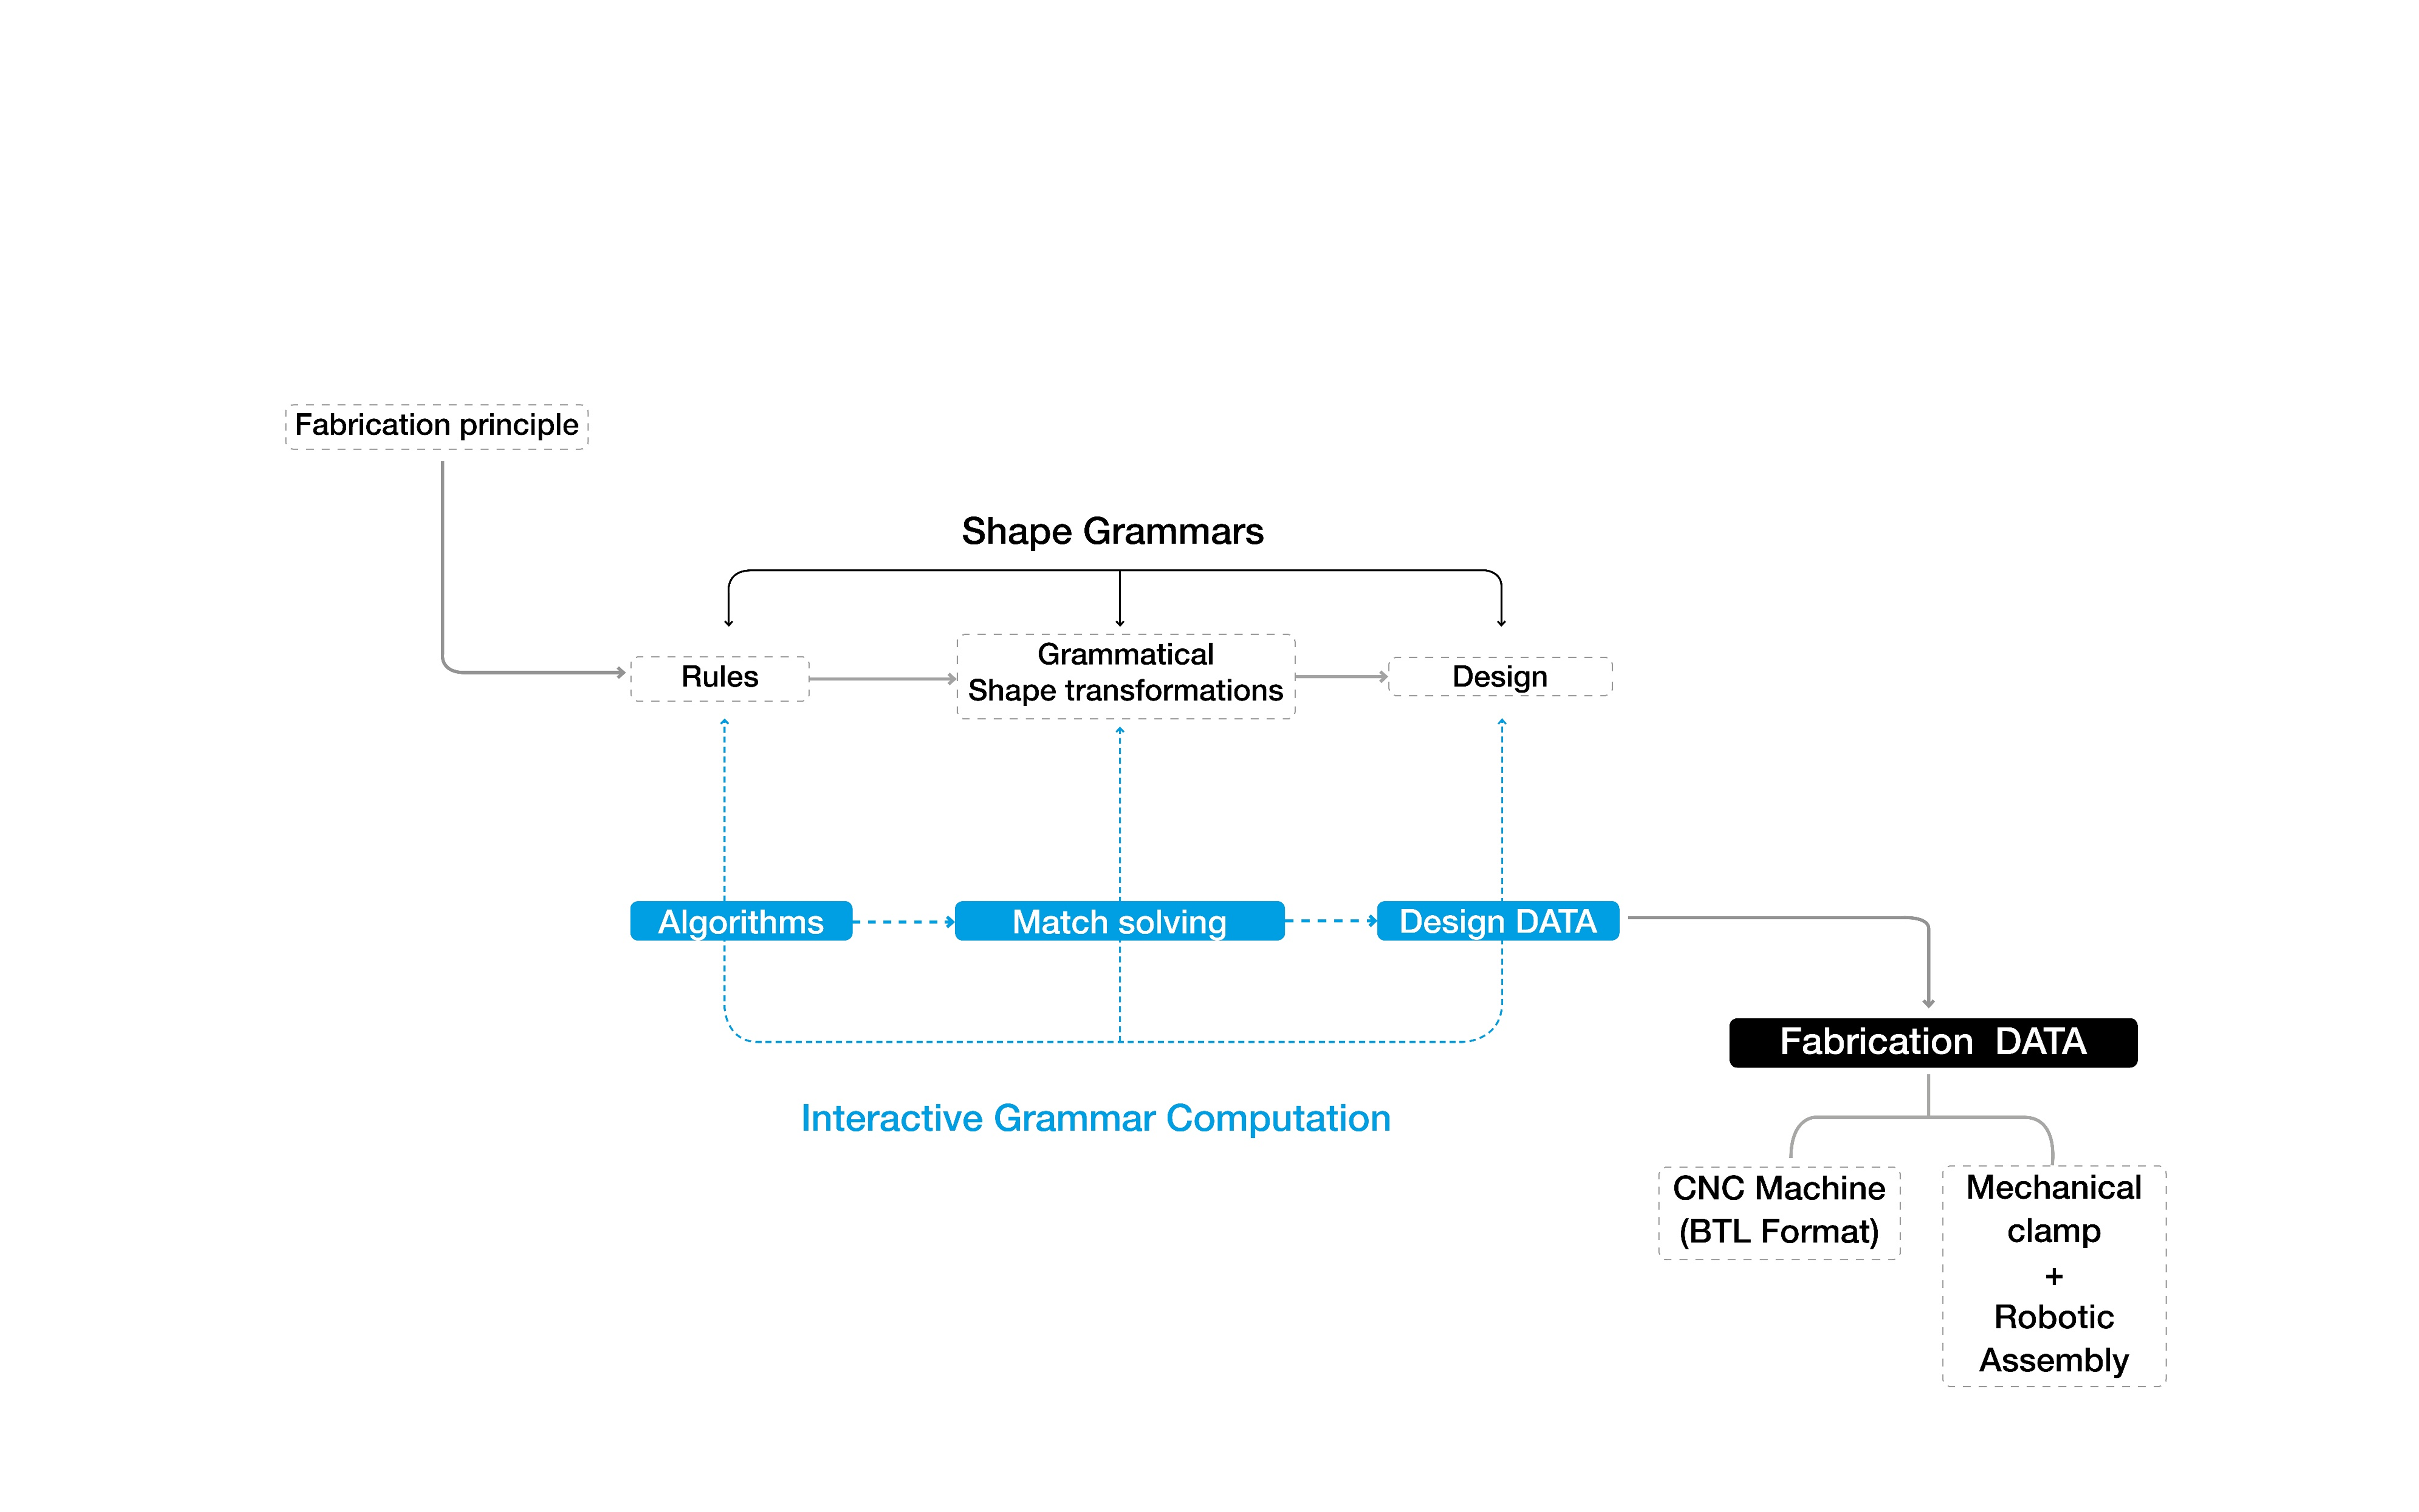 Fabrication principle
Shape Grammars
Rules
Grammatical
Shape transformations
Design
Algorithms
Match solving
Design DATA
Fabrication DATA
Interactive Grammar Computation
CNC Machine
(BTL Format)
Mechanical
clamp
+
Robotic
Assembly